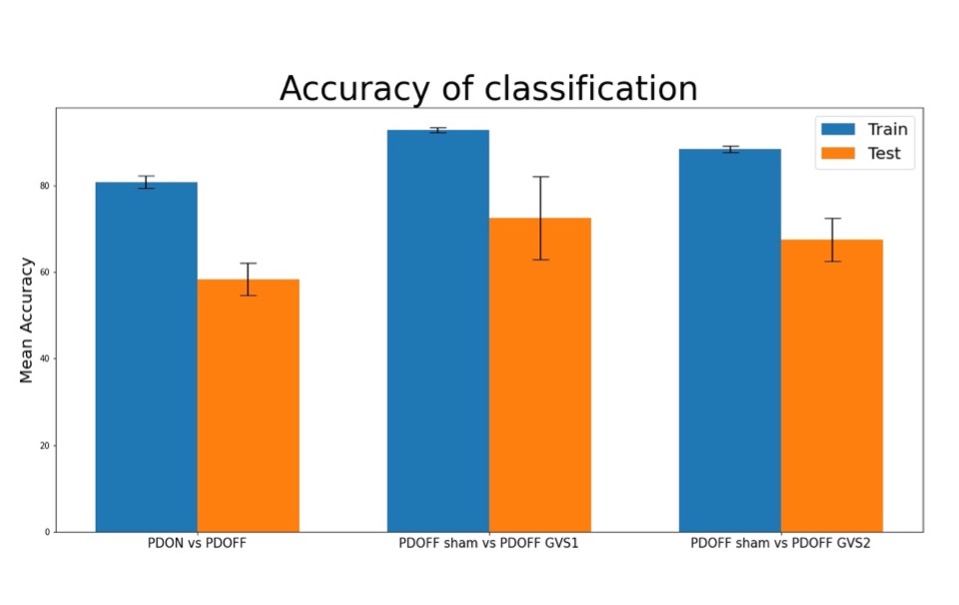 Accuracy of classification
Train
Test
Mean Accuracy
80
60
40
20
0
PDON vs PDOFF
PDOFF sham vs PDOFF GVS1
PDOFF sham vs PDOFF GVS2